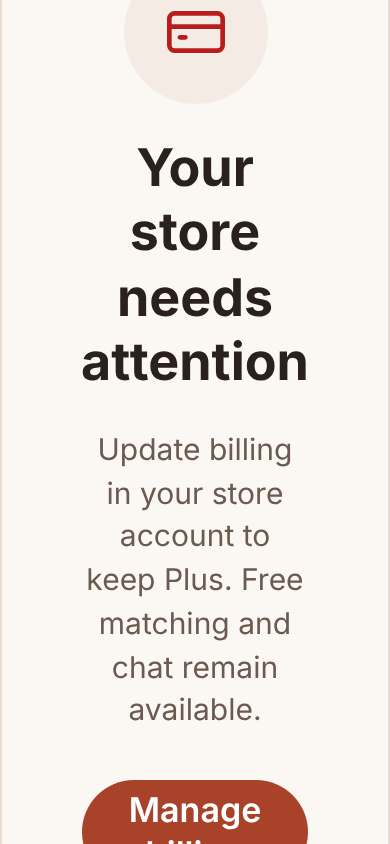 Your
store
needs
attention
Update billing
in your store
account to
keep Plus. Free
matching and
chat remain
available.
Manage